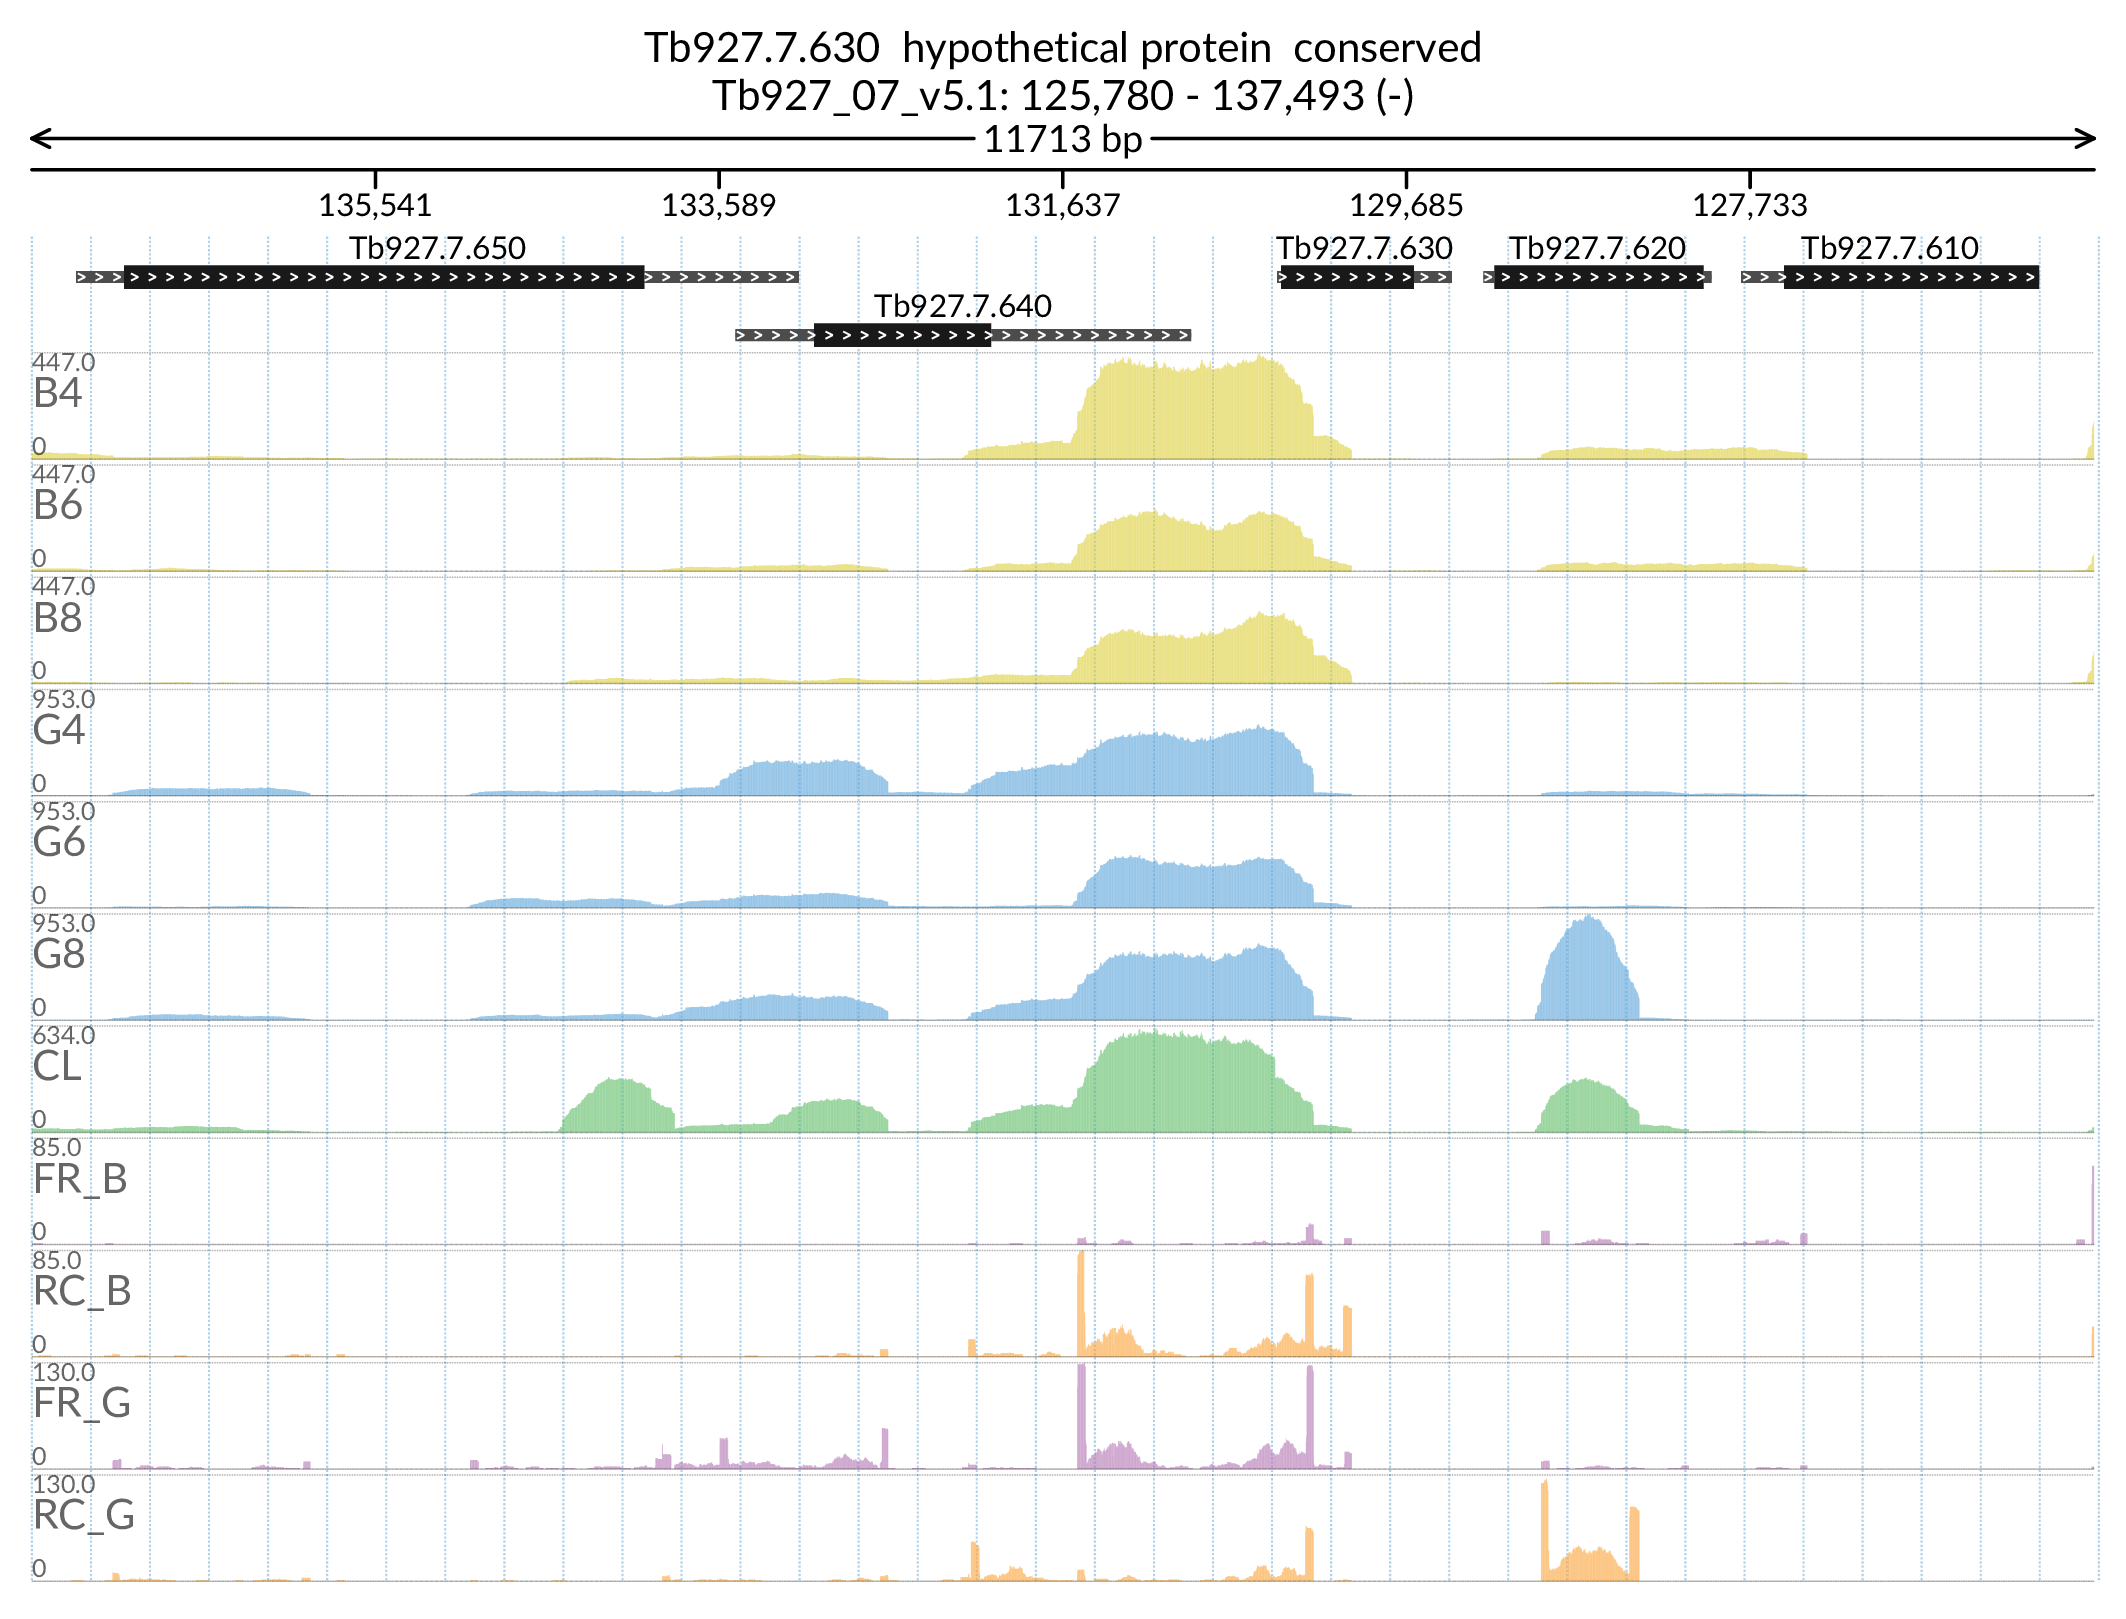 Tb927.7.630  hypothetical protein  conserved
Tb927_07_v5.1: 125,780 - 137,493 (-)
11713 bp
135,541 133,589 131,637 129,685 127,733
Tb927.7.650 Tb927.7.630 Tb927.7.620 Tb927.7.610
Tb927.7.640
447.0
B4
0
447.0
B6
0
447.0
B8
0
953.0
G4
0
953.0
G6
0
953.0
G8
0
634.0
CL
0
85.0
FR_B
0
85.0
RC_B
0
130.0
FR_G
0
130.0
RC_G
0